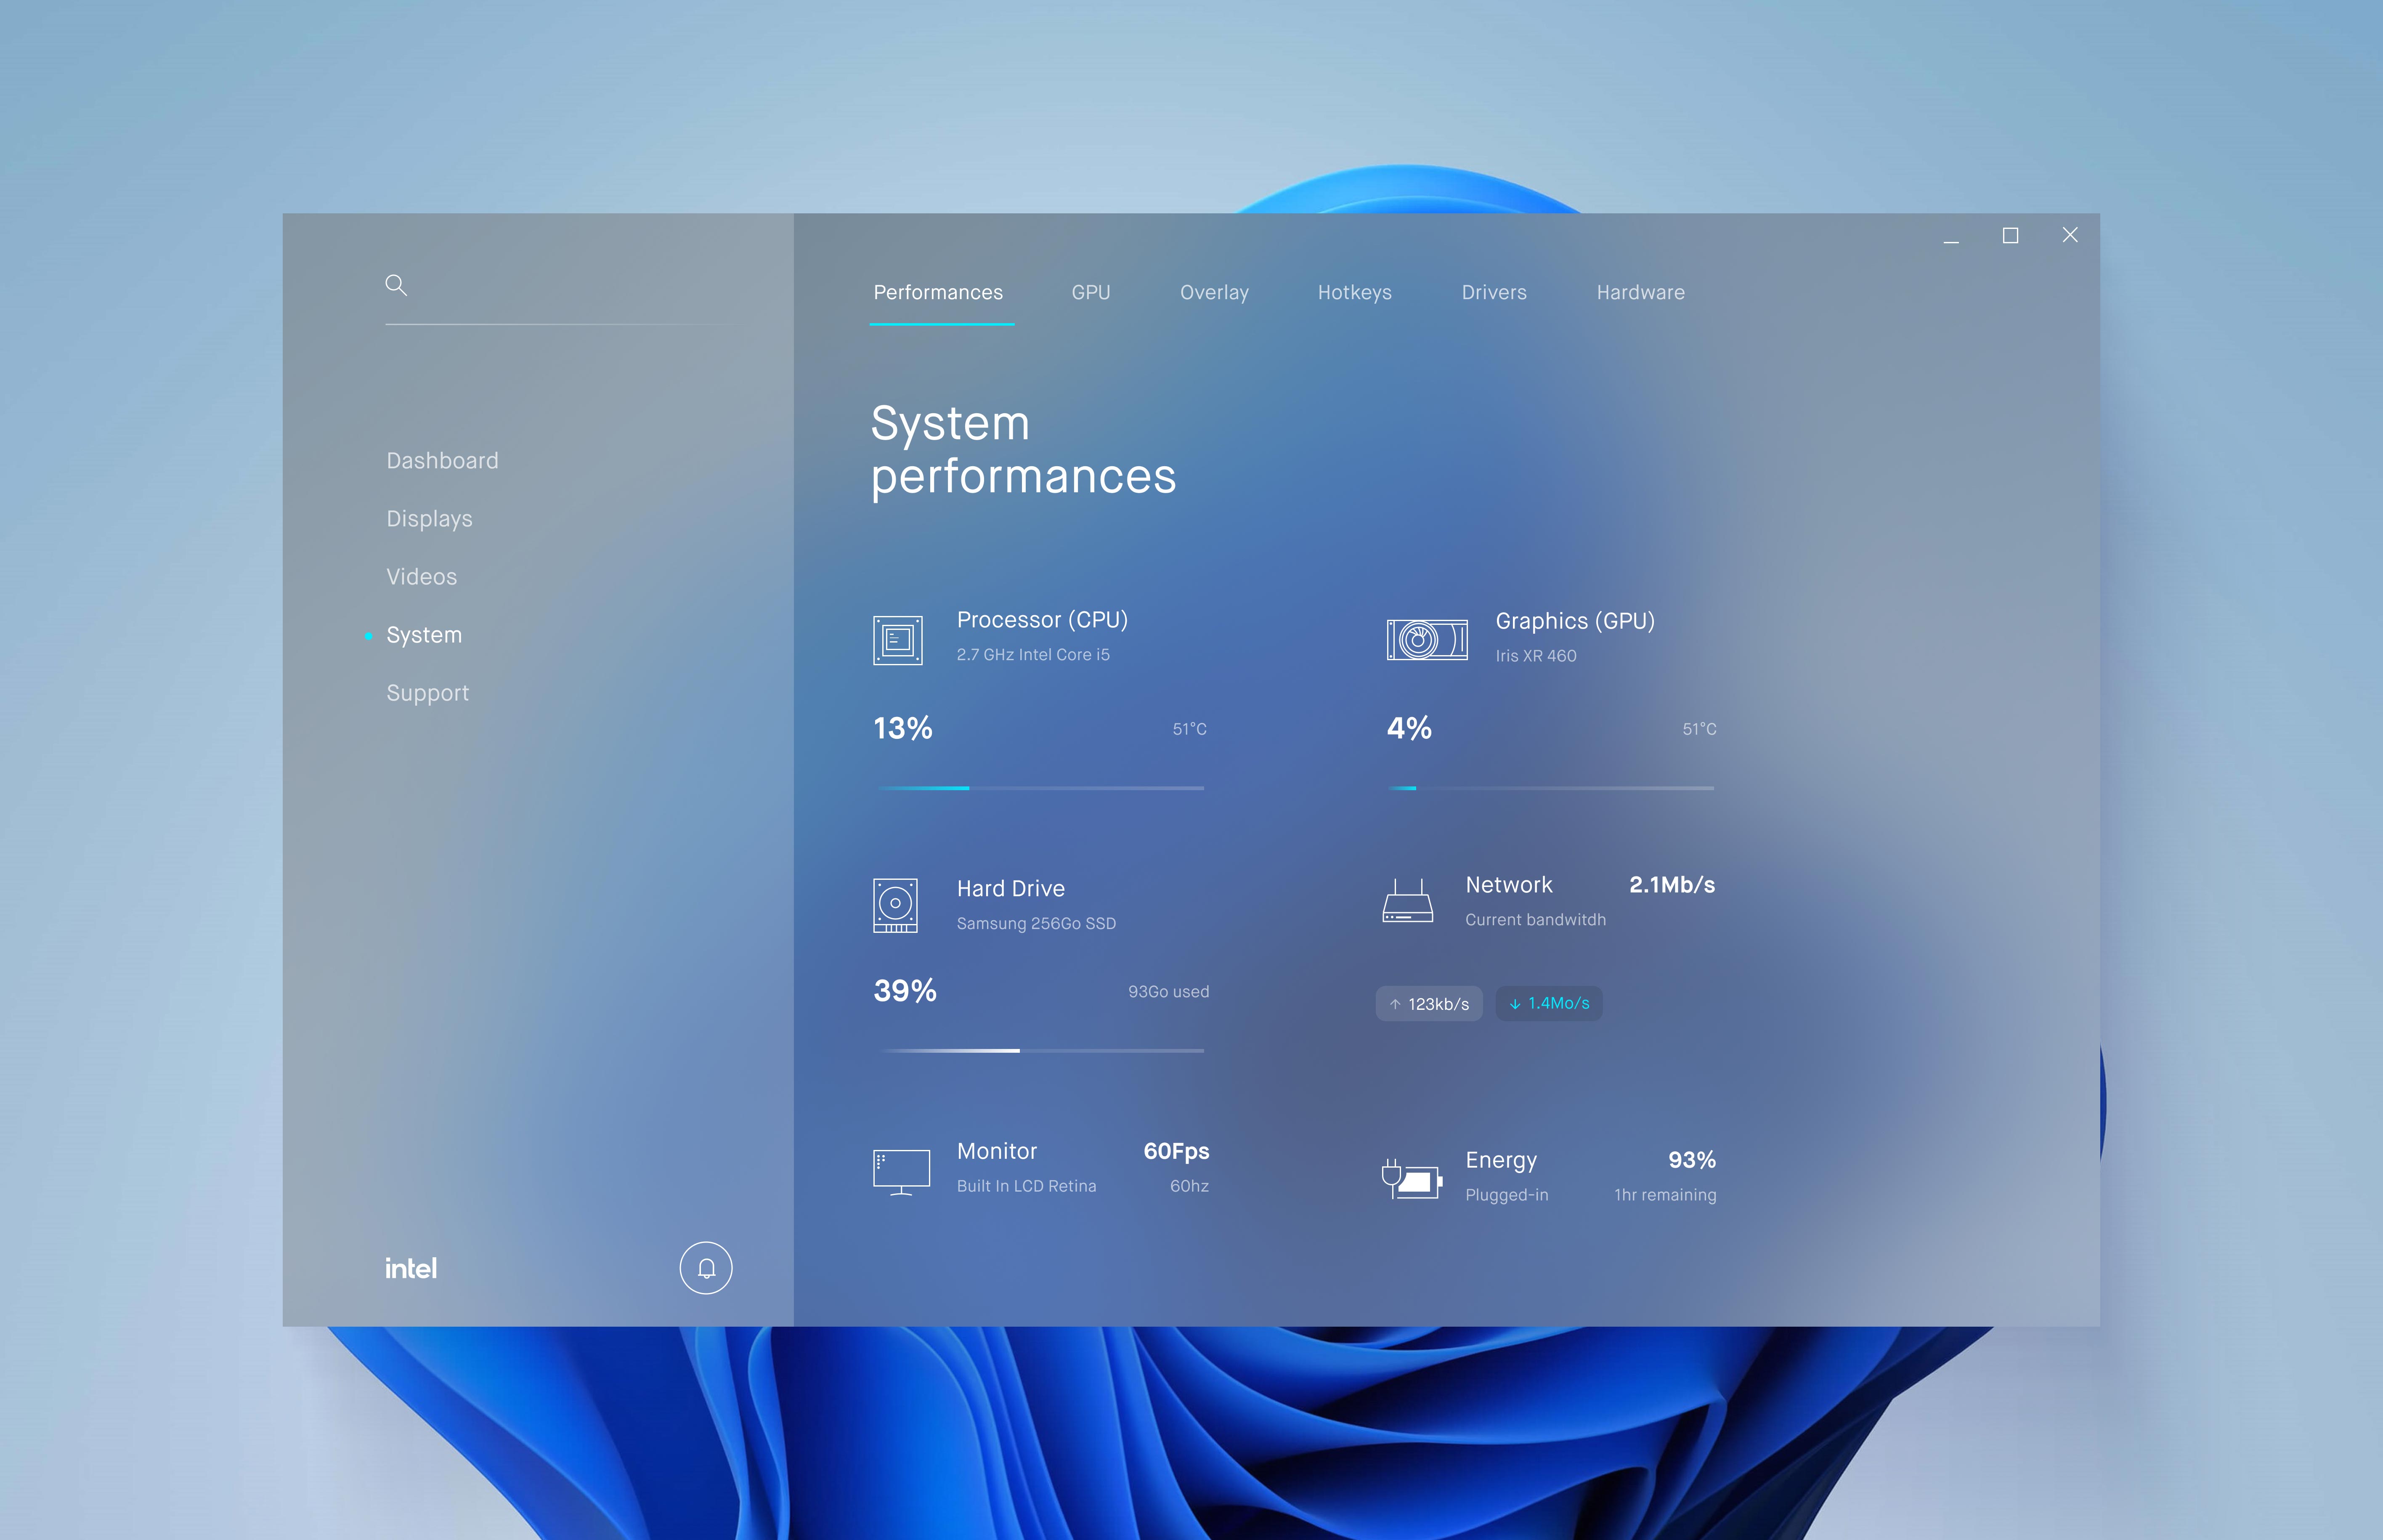 Performances GPU Overlay Hotkeys Drivers Hardware
Dashboard
Displays
Videos
System
Support
intel
System
performances
Processor (CPU)
2.7 GHz Intel Core i5
13% 51°C
Graphics (GPU)
Iris XR 460
4% 51°C
Hard Drive
Samsung 256Go SSD
39% 93Go used
Network 2.1Mb/s
Current bandwitdh
↑ 123kb/s ↓ 1.4Mo/s
Monitor 60Fps
Built In LCD Retina 60hz
Energy 93%
Plugged-in 1hr remaining